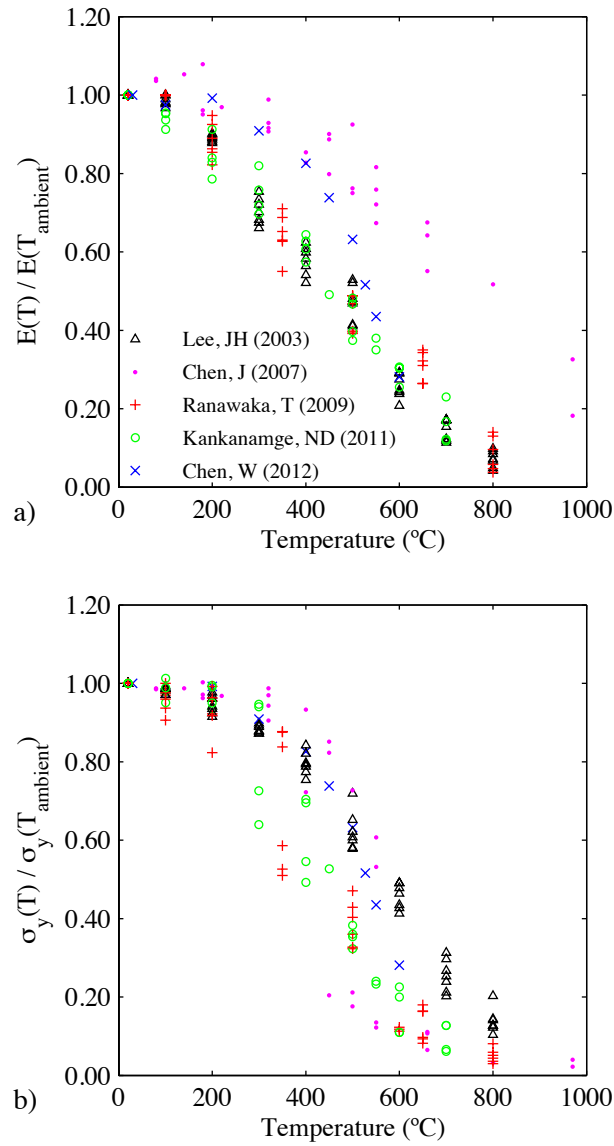 1.20
1.00
0.80
0.60
0.40
0.20
0.00
E(T) / E(T_ambient)
Lee, JH (2003)
Chen, J (2007)
Ranawaka, T (2009)
Kankanamge, ND (2011)
Chen, W (2012)
0 200 400 600 800 1000
a)
Temperature (ºC)
1.20
1.00
0.80
0.60
0.40
0.20
0.00
σ_y(T) / σ_y(T_ambient)
0 200 400 600 800 1000
b)
Temperature (ºC)